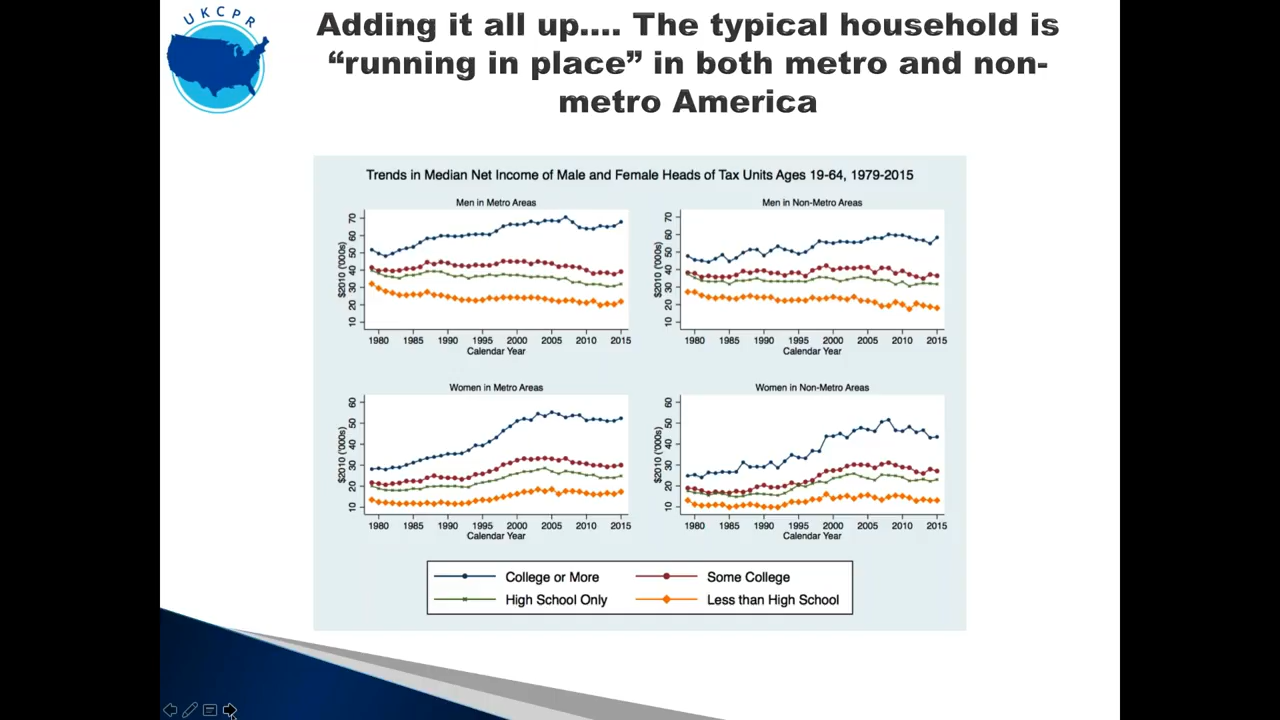 UKCPR
Adding it all up.... The typical household is
“running in place” in both metro and non-
metro America
Trends in Median Net Income of Male and Female Heads of Tax Units Ages 19-64, 1979-2015
Men in Metro Areas
$2010 ('000s)
70
60
50
40
30
20
10
1980 1985 1990 1995 2000 2005 2010 2015
Calendar Year
Men in Non-Metro Areas
$2010 ('000s)
70
60
50
40
30
20
10
1980 1985 1990 1995 2000 2005 2010 2015
Calendar Year
Women in Metro Areas
$2010 ('000s)
60
50
40
30
20
10
1980 1985 1990 1995 2000 2005 2010 2015
Calendar Year
Women in Non-Metro Areas
$2010 ('000s)
60
50
40
30
20
10
1980 1985 1990 1995 2000 2005 2010 2015
Calendar Year
College or More
Some College
High School Only
Less than High School